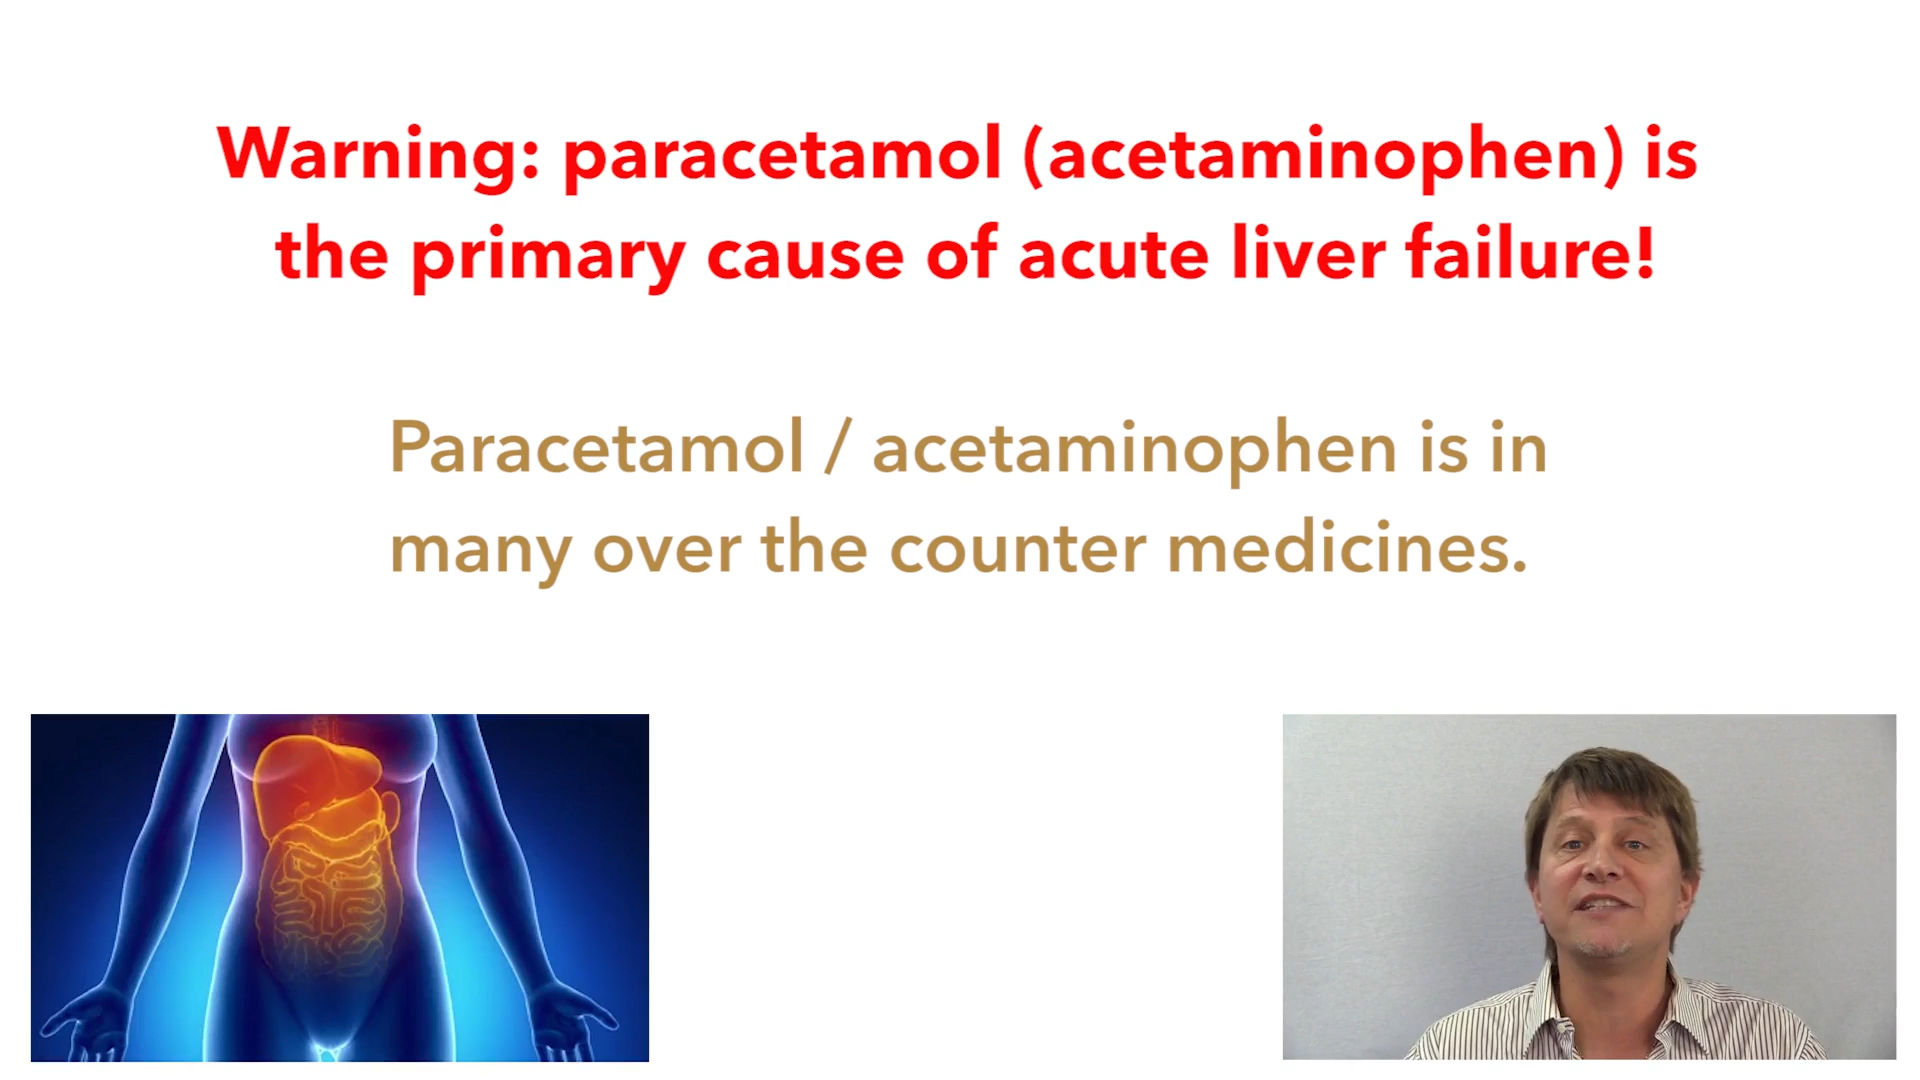 Warning: paracetamol (acetaminophen) is
the primary cause of acute liver failure!
Paracetamol / acetaminophen is in
many over the counter medicines.